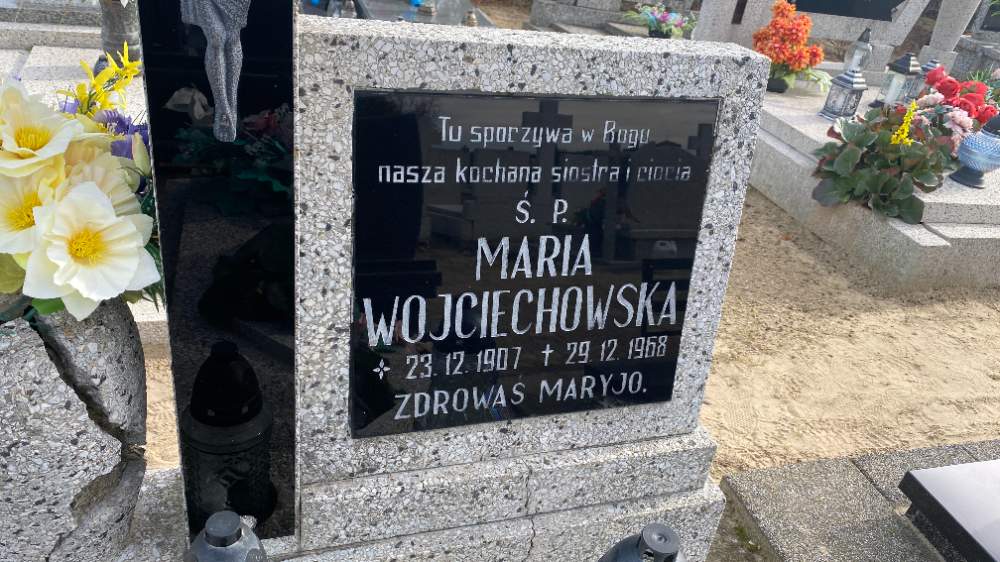 Tu spoczywa w Bogu
nasza kochana siostra i ciocia
Ś. P.
MARIA
WOJCIECHOWSKA
23.12.1907 † 29.12.1968
ZDROWAŚ MARYJO.